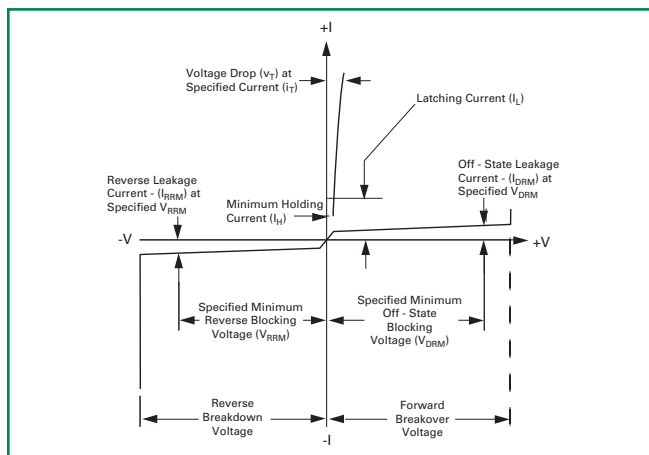 +I
Voltage Drop (vT) at
Specified Current (iT)
Latching Current (IL)
Reverse Leakage
Current - (IRRM) at
Specified VRRM
Off - State Leakage
Current - (IDRM) at
Specified VDRM
Minimum Holding
Current (IH)
-V
+V
Specified Minimum
Reverse Blocking
Voltage (VRRM)
Specified Minimum
Off - State
Blocking
Voltage (VDRM)
Reverse
Breakdown
Voltage
Forward
Breakover
Voltage
-I